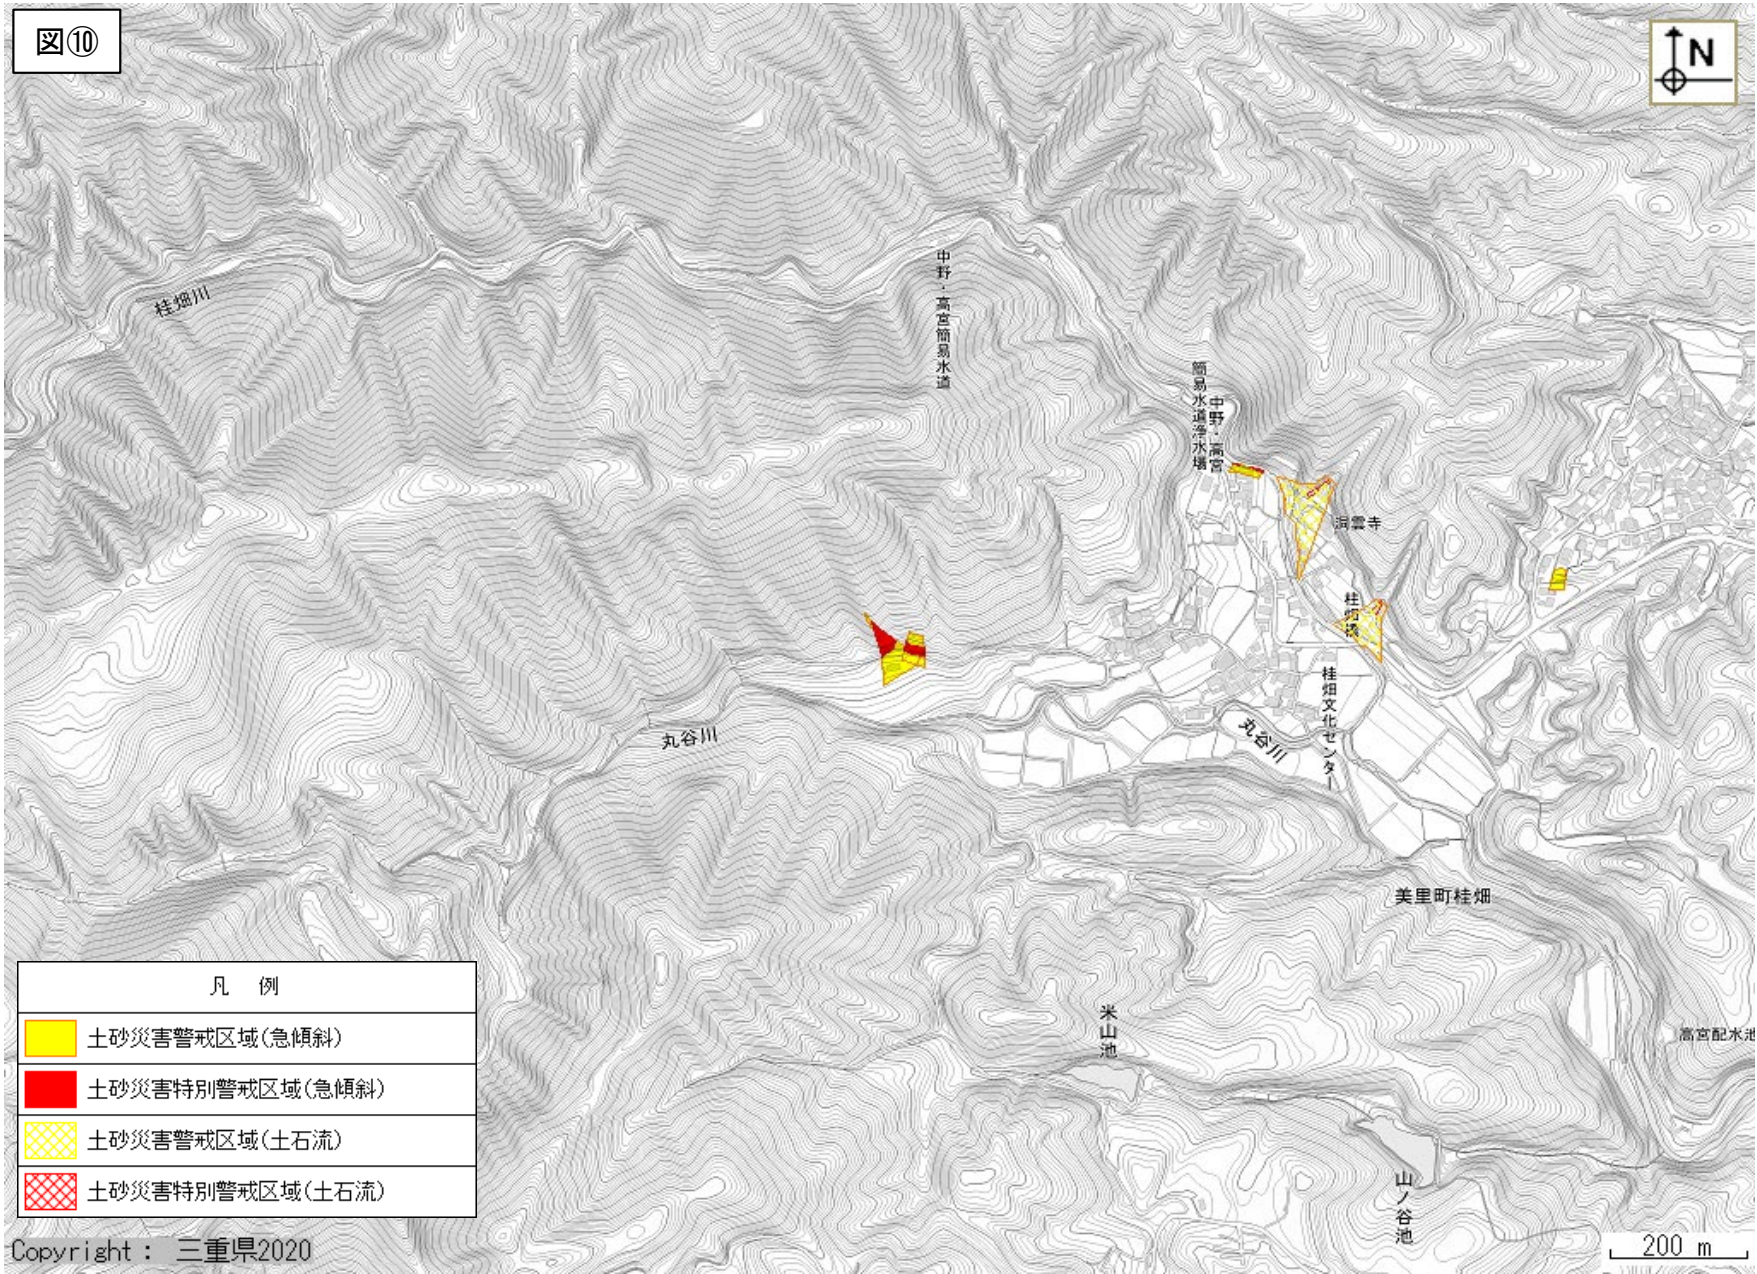 図⑩
N
桂畑川
中野・高宮簡易水道
中野・高宮
簡易水道浄水場
洞雲寺
桂畑橋
桂畑文化センター
丸谷川
丸谷川
美里町桂畑
米山池
高宮配水池
山ノ谷池
凡 例
土砂災害警戒区域(急傾斜)
土砂災害特別警戒区域(急傾斜)
土砂災害警戒区域(土石流)
土砂災害特別警戒区域(土石流)
Copyright : 三重県2020
200 m